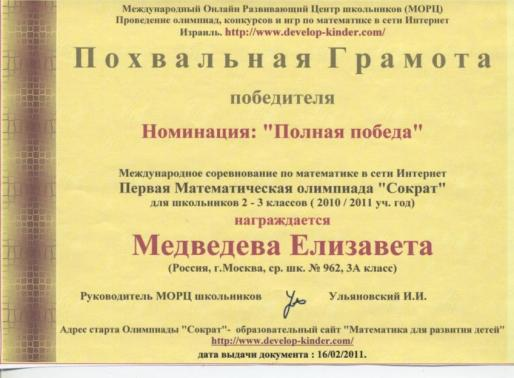 Международный Онлайн Развивающий Центр школьников (МОРЦ)
Проведение олимпиад, конкурсов и игр по математике в сети Интернет
Израиль. http://www.develop-kinder.com/
Похвальная Грамота
победителя
Номинация: "Полная победа"
Международное соревнование по математике в сети Интернет
Первая Математическая олимпиада "Сократ"
для школьников 2 - 3 классов ( 2010 / 2011 уч. год)
награждается
Медведева Елизавета
(Россия, г.Москва, ср. шк. № 962, 3А класс)
Руководитель МОРЦ школьников Ульяновский И.И.
Адрес старта Олимпиады "Сократ"- образовательный сайт "Математика для развития детей"
http://www.develop-kinder.com/
дата выдачи документа : 16/02/2011.